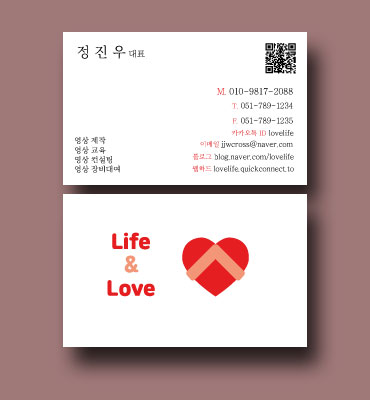 정 진 우 대표
M. 010-9817-2088
T. 051-789-1234
F. 051-789-1235
카카오톡 ID lovelife
이메일 jjwcross@naver.com
블로그 blog.naver.com/lovelife
웹하드 lovelife.quickconnect.to
영상 제작
영상 교육
영상 컨설팅
영상 장비대여
Life
&
Love